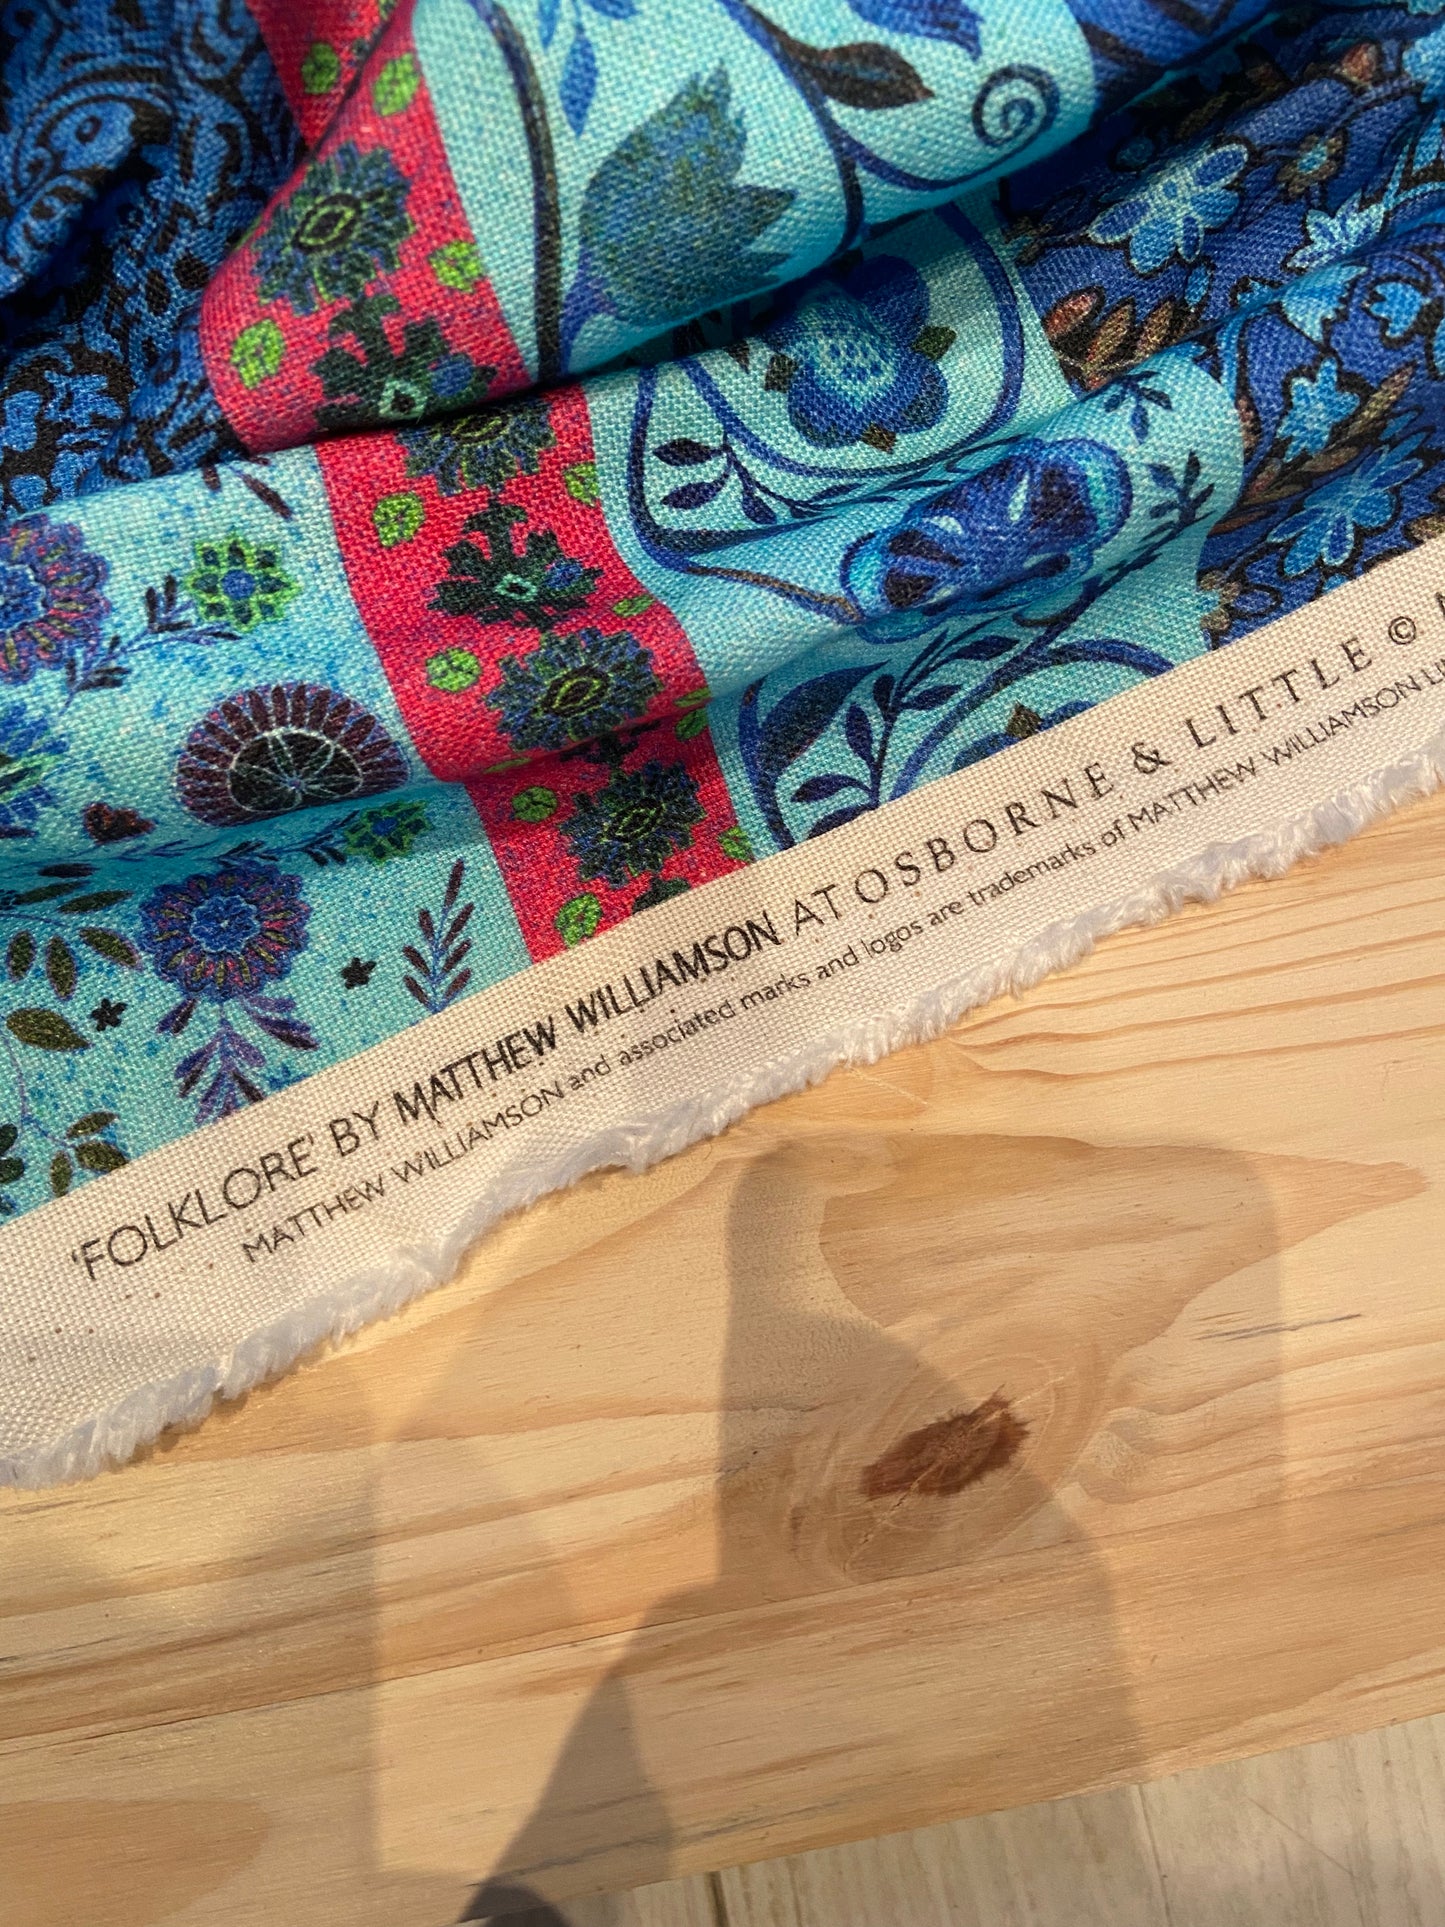 'FOLKLORE' BY MATTHEW WILLIAMSON AT OSBORNE & LITTLE ©
MATTHEW WILLIAMSON and associated marks and logos are trademarks of MATTHEW WILLIAMSON